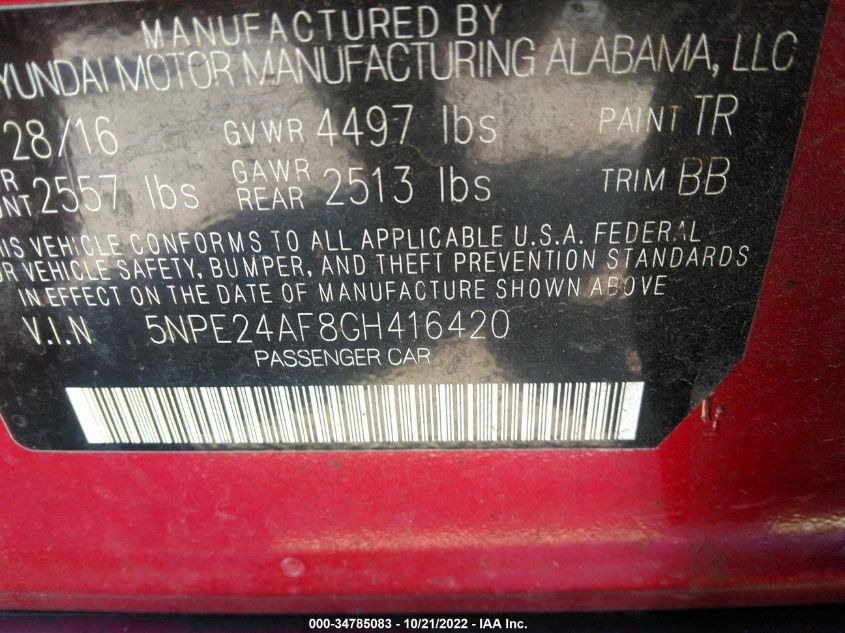 MANUFACTURED BY
YUNDAI MOTOR MANUFACTURING ALABAMA, LLC
28/16 GVWR 4497 lbs PAINT TR
R
NT 2557 lbs GAWR REAR 2513 lbs TRIM BB
IS VEHICLE CONFORMS TO ALL APPLICABLE U.S.A. FEDERAL
R VEHICLE SAFETY, BUMPER, AND THEFT PREVENTION STANDARDS
IN EFFECT ON THE DATE OF MANUFACTURE SHOWN ABOVE
V.I.N 5NPE24AF8GH416420
PASSENGER CAR
000-34785083 - 10/21/2022 - IAA Inc.